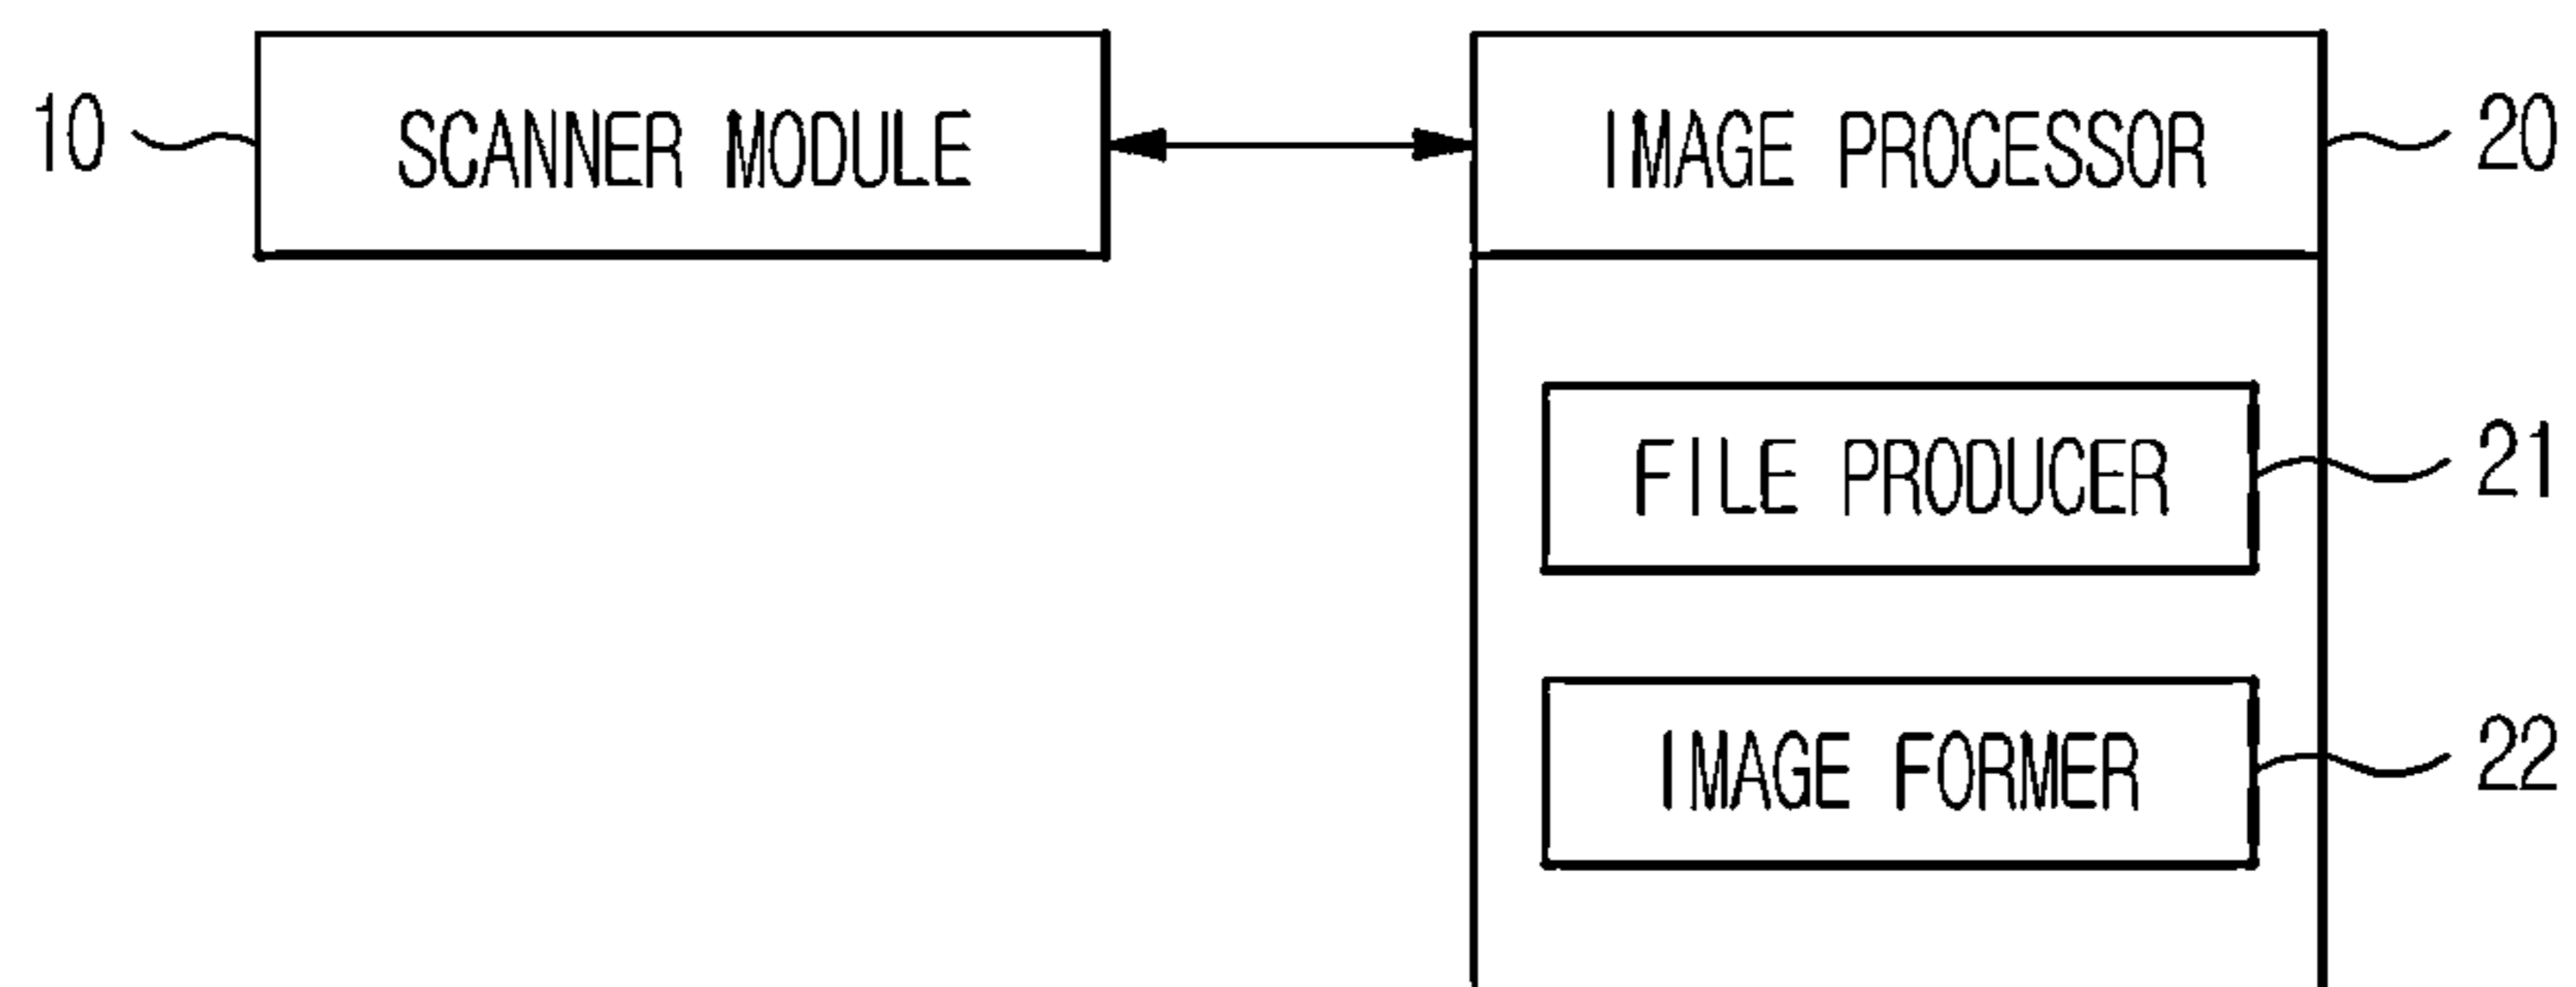 10 SCANNER MODULE IMAGE PROCESSOR 20
FILE PRODUCER 21
IMAGE FORMER 22